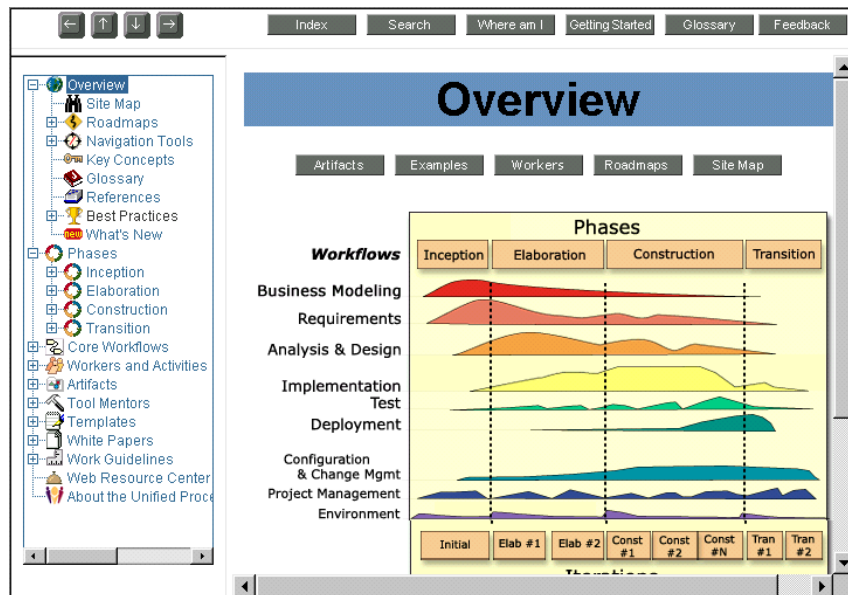 Index Search Where am I Getting Started Glossary Feedback
Overview
Site Map
Roadmaps
Navigation Tools
Key Concepts
Glossary
References
Best Practices
new What's New
Phases
Inception
Elaboration
Construction
Transition
Core Workflows
Workers and Activities
Artifacts
Tool Mentors
Templates
White Papers
Work Guidelines
Web Resource Center
About the Unified Proce
Overview
Artifacts Examples Workers Roadmaps Site Map
Phases
Workflows Inception Elaboration Construction Transition
Business Modeling
Requirements
Analysis & Design
Implementation
Test
Deployment
Configuration
& Change Mgmt
Project Management
Environment
Initial Elab #1 Elab #2 Const #1 Const #2 Const #N Tran #1 Tran #2
Iterations